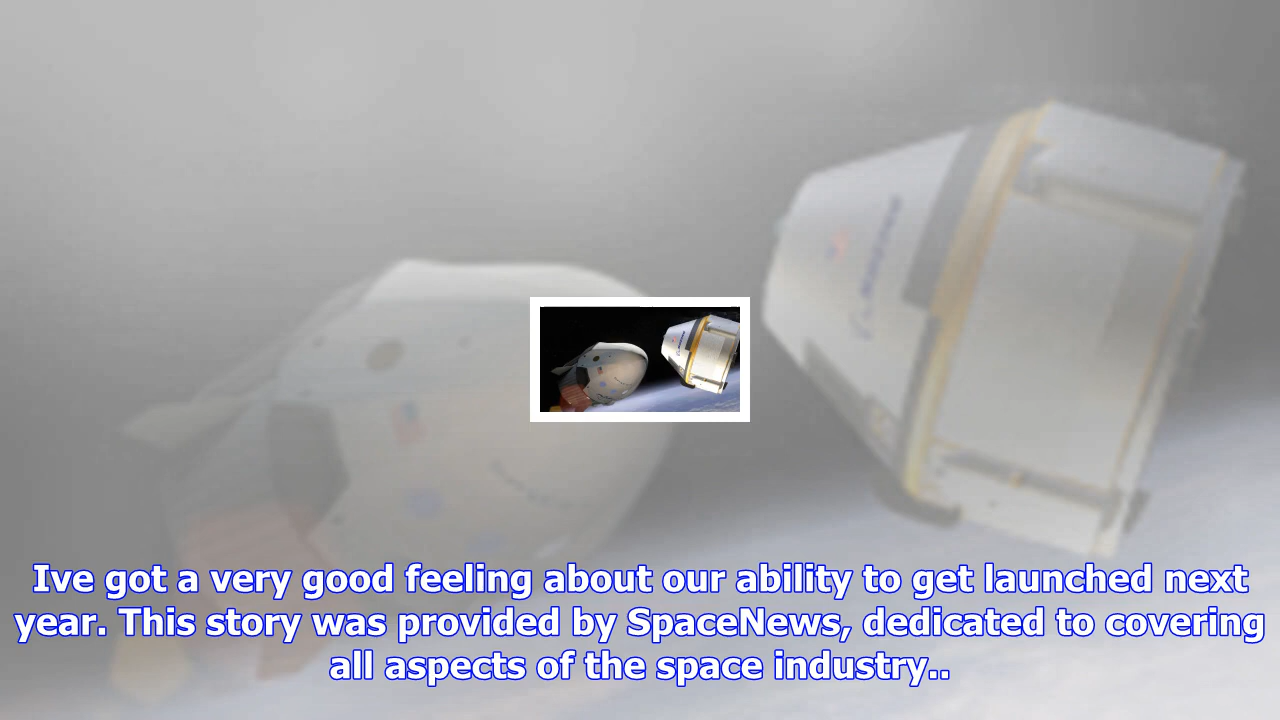 Ive got a very good feeling about our ability to get launched next
year. This story was provided by SpaceNews, dedicated to covering
all aspects of the space industry..